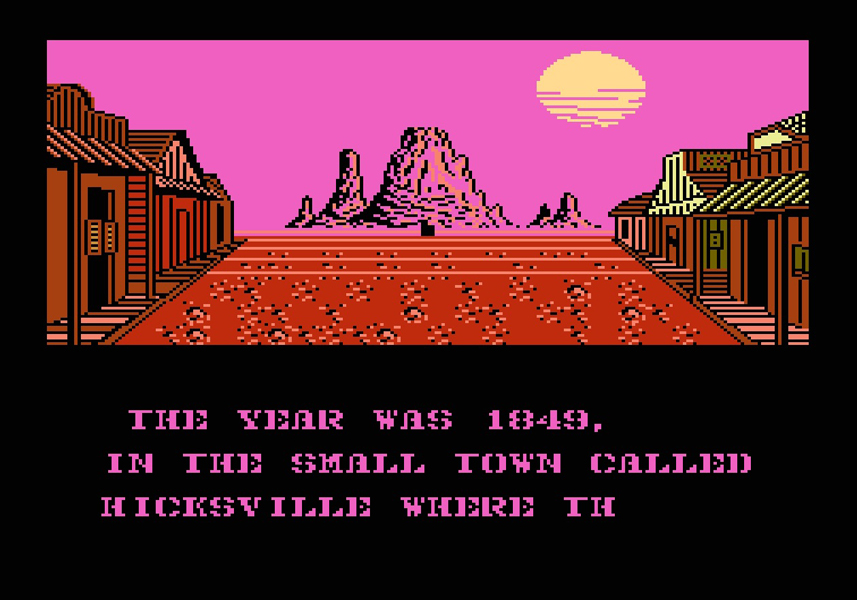 THE YEAR WAS 1849,
IN THE SMALL TOWN CALLED
HICKSVILLE WHERE TH